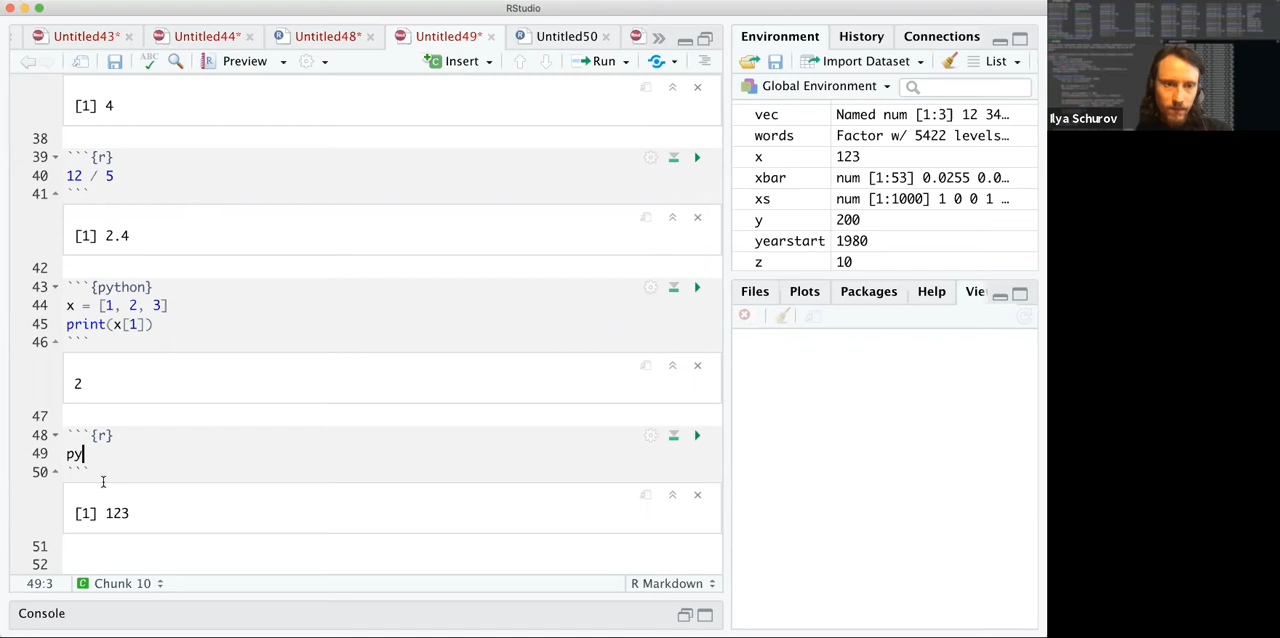 RStudio
Untitled43* Untitled44* Untitled48* Untitled49* Untitled50
Preview Insert Run
[1] 4
38
39 ```{r}
40 12 / 5
41 ```
[1] 2.4
42
43 ```{python}
44 x = [1, 2, 3]
45 print(x[1])
46 ```
2
47
48 ```{r}
49 py
50 ```
[1] 123
51
52
49:3 C Chunk 10 R Markdown
Console
Environment History Connections
Import Dataset List
Global Environment
vec Named num [1:3] 12 34…
words Factor w/ 5422 levels…
x 123
xbar num [1:53] 0.0255 0.0…
xs num [1:1000] 1 0 0 1 …
y 200
yearstart 1980
z 10
Files Plots Packages Help Vie
Ilya Schurov